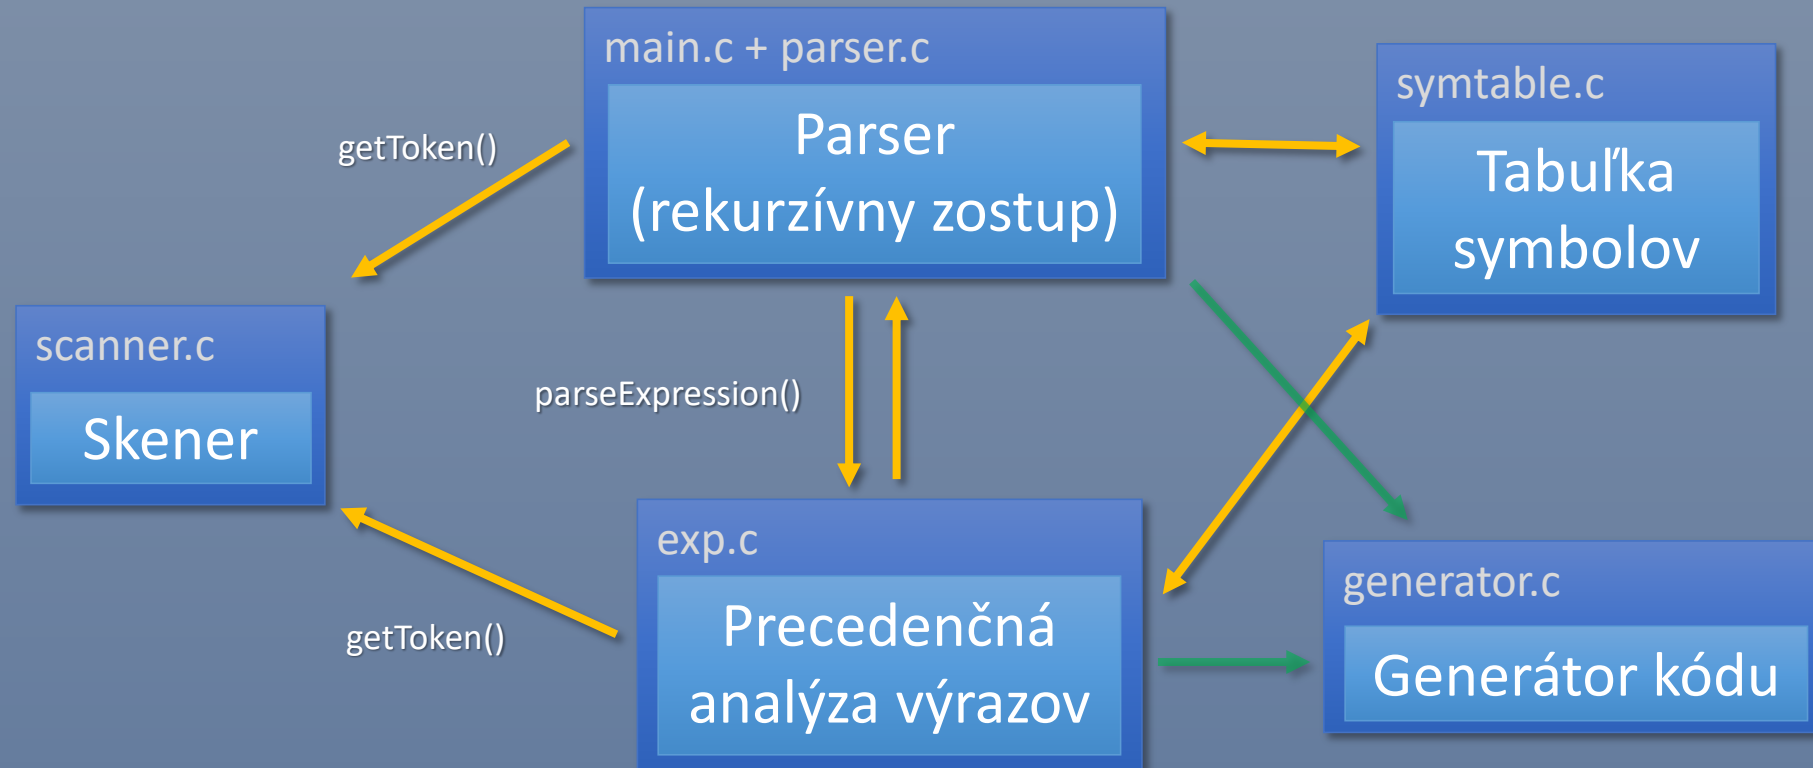 main.c + parser.c
Parser
(rekurzívny zostup)
symtable.c
Tabuľka
symbolov
getToken()
scanner.c
Skener
parseExpression()
getToken()
exp.c
Precedenčná
analýza výrazov
generator.c
Generátor kódu